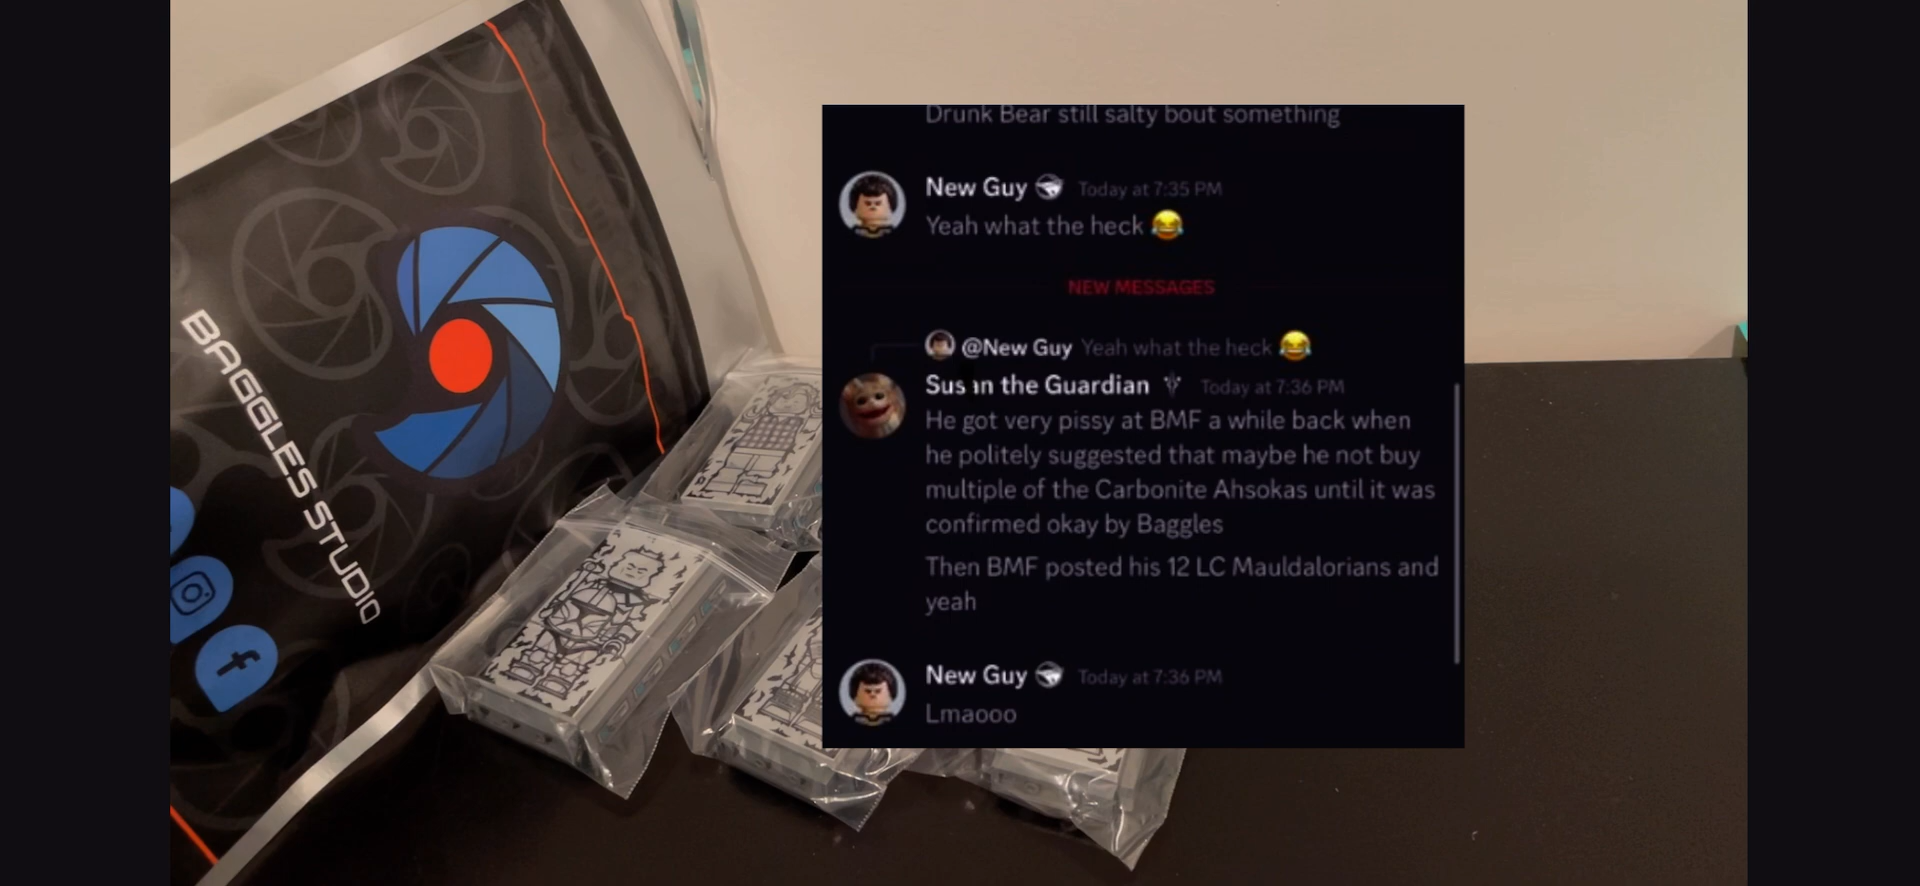 BAGGLES STUDIO
Drunk Bear still salty bout something
New Guy Today at 7:35 PM
Yeah what the heck 😂
NEW MESSAGES
@New Guy Yeah what the heck 😂
Susan the Guardian Today at 7:36 PM
He got very pissy at BMF a while back when
he politely suggested that maybe he not buy
multiple of the Carbonite Ahsokas until it was
confirmed okay by Baggles
Then BMF posted his 12 LC Mauldalorians and
yeah
New Guy Today at 7:36 PM
Lmaooo